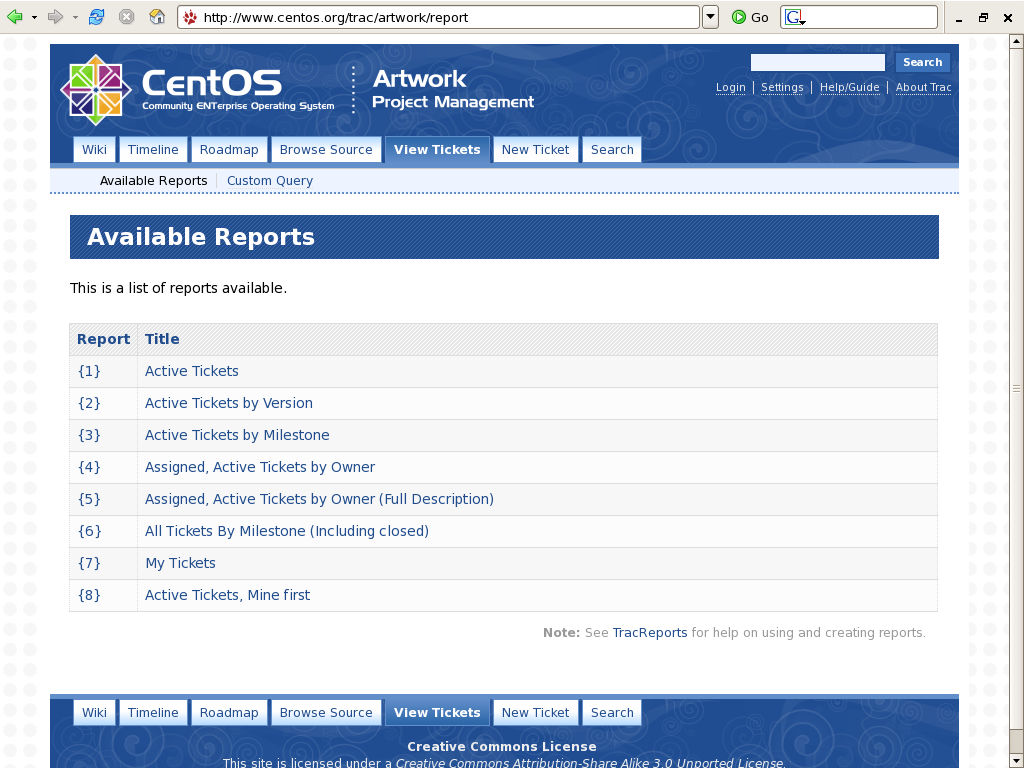 http://www.centos.org/trac/artwork/report
Go
G
CentOS
Community ENTerprise Operating System
Artwork
Project Management
Search
Login Settings Help/Guide About Trac
Wiki Timeline Roadmap Browse Source View Tickets New Ticket Search
Available Reports Custom Query
Available Reports
This is a list of reports available.
Report Title
{1} Active Tickets
{2} Active Tickets by Version
{3} Active Tickets by Milestone
{4} Assigned, Active Tickets by Owner
{5} Assigned, Active Tickets by Owner (Full Description)
{6} All Tickets By Milestone (Including closed)
{7} My Tickets
{8} Active Tickets, Mine first
Note: See TracReports for help on using and creating reports.
Wiki Timeline Roadmap Browse Source View Tickets New Ticket Search
Creative Commons License
This site is licensed under a Creative Commons Attribution-Share Alike 3.0 Unported License.